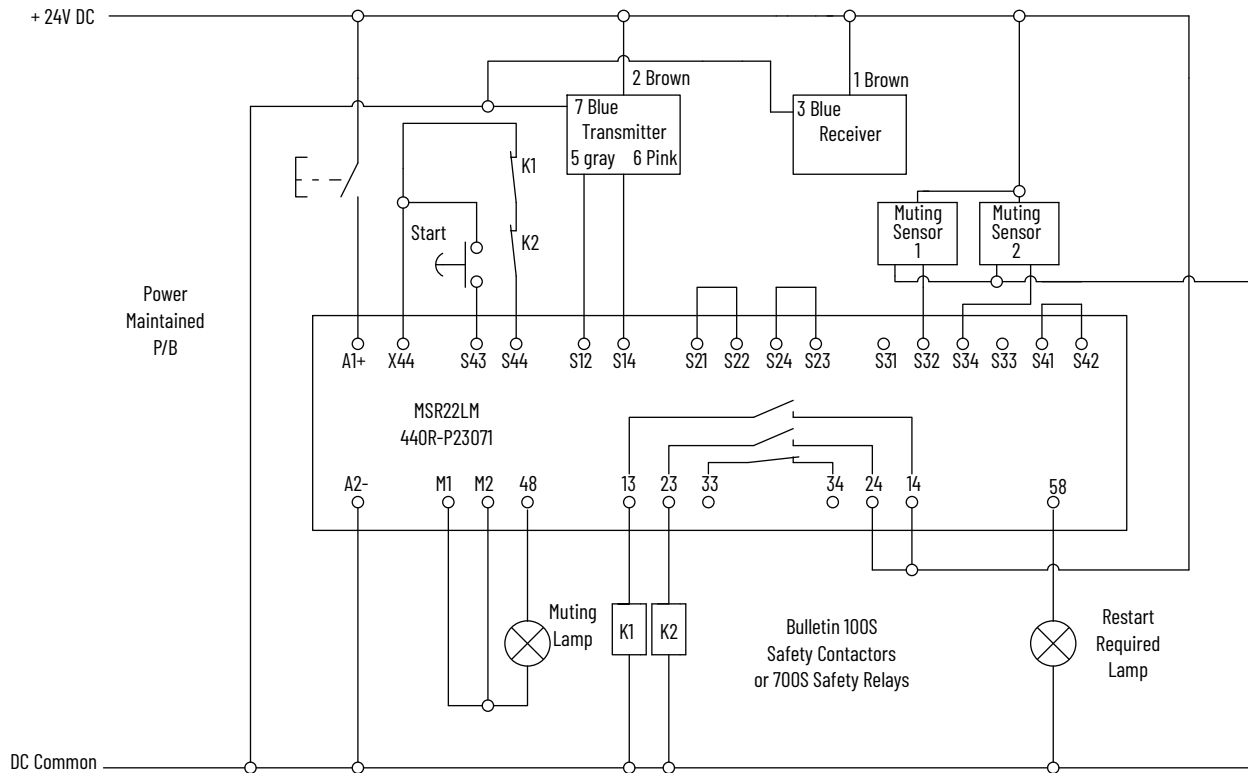 + 24V DC
2 Brown
1 Brown
7 Blue
Transmitter
5 gray 6 Pink
3 Blue
Receiver
K1
K2
Start
Muting
Sensor
1
Muting
Sensor
2
Power
Maintained
P/B
A1+ X44 S43 S44 S12 S14 S21 S22 S24 S23 S31 S32 S34 S33 S41 S42
MSR22LM
440R-P23071
A2- M1 M2 48 13 23 33 34 24 14 58
Muting
Lamp
K1 K2
Bulletin 100S
Safety Contactors
or 700S Safety Relays
Restart
Required
Lamp
DC Common